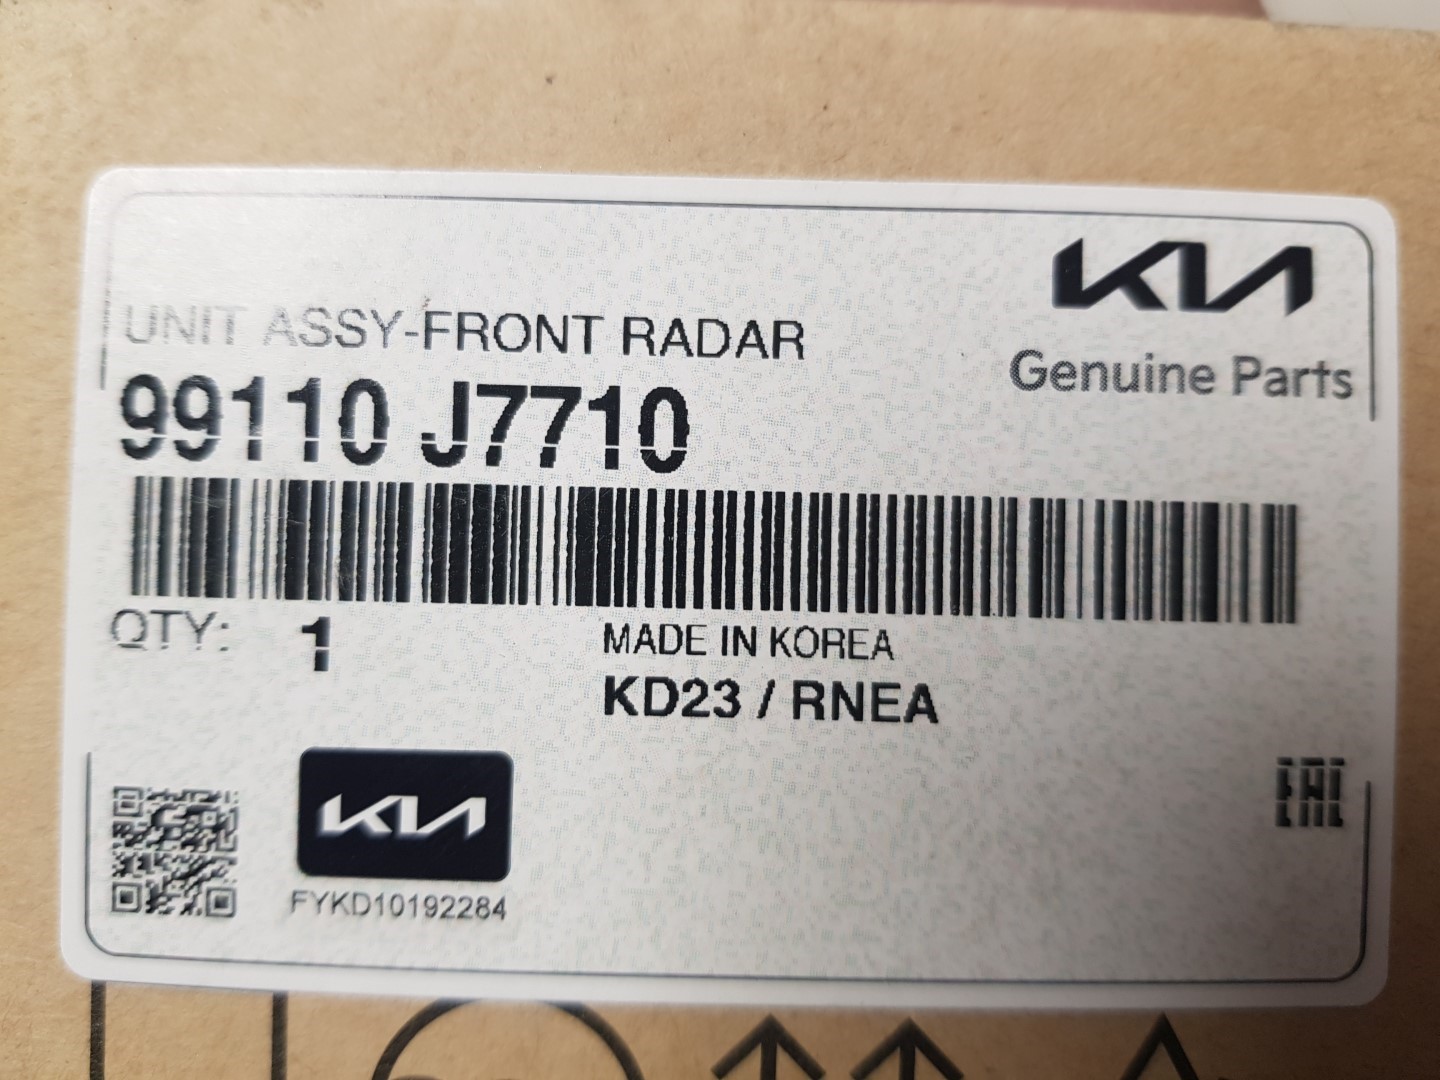 KIA
Genuine Parts
UNIT ASSY-FRONT RADAR
99110 J7710
QTY: 1
MADE IN KOREA
KD23 / RNEA
KIA
FYKD10192284
EAC